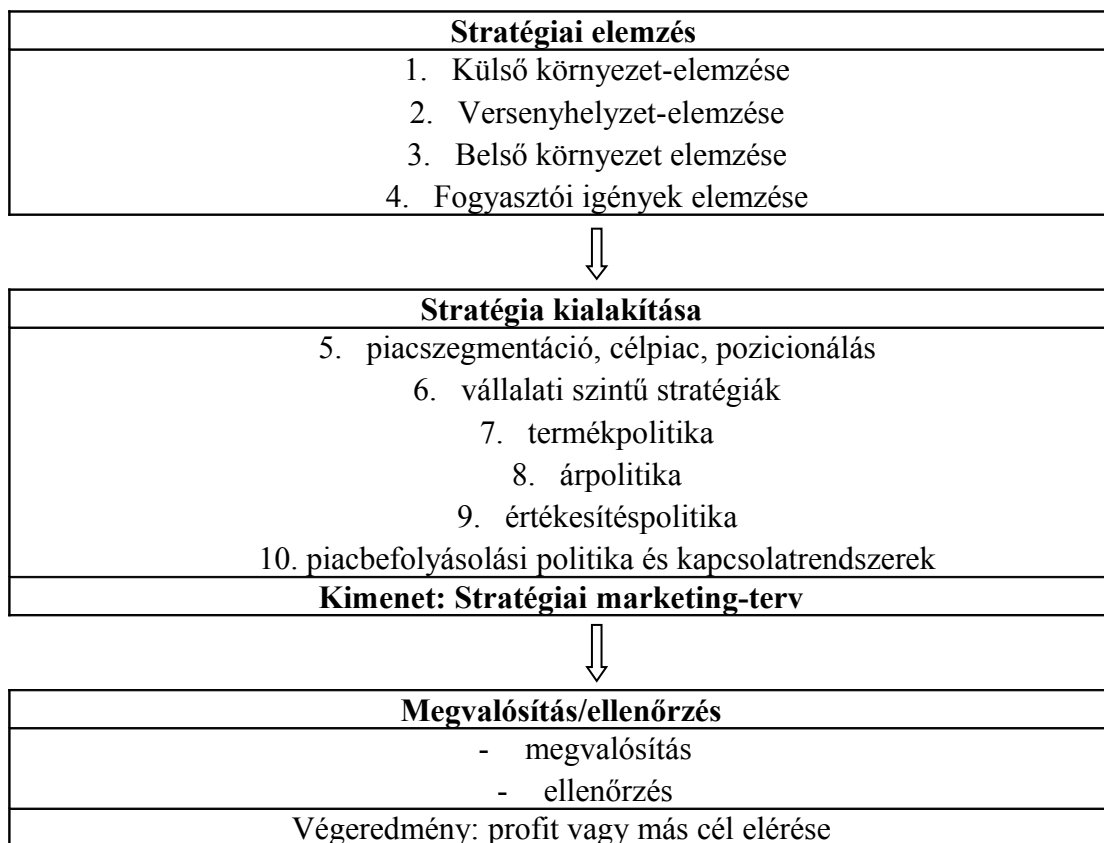 Stratégiai elemzés
1. Külső környezet-elemzése
2. Versenyhelyzet-elemzése
3. Belső környezet elemzése
4. Fogyasztói igények elemzése
Stratégia kialakítása
5. piacszegmentáció, célpiac, pozicionálás
6. vállalati szintű stratégiák
7. termékpolitika
8. árpolitika
9. értékesítéspolitika
10. piacbefolyásolási politika és kapcsolatrendszerek
Kimenet: Stratégiai marketing-terv
Megvalósítás/ellenőrzés
- megvalósítás
- ellenőrzés
Végeredmény: profit vagy más cél elérése